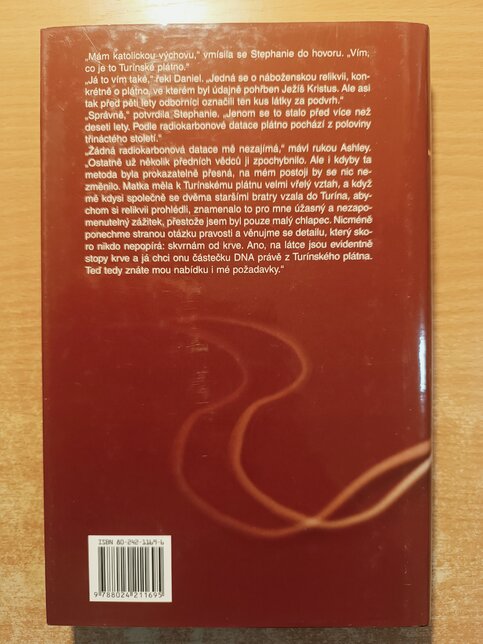 „Mám katolickou výchovu,“ vmísila se Stephanie do hovoru. „Vím,
co je to Turínské plátno.“
„Já to vím také,“ řekl Daniel. „Jedná se o náboženskou relikvii, kon-
krétně o plátno, ve kterém byl údajně pohřben Ježíš Kristus. Ale asi
tak před pěti lety odborníci označili ten kus látky za podvrh.“
„Správně,“ potvrdila Stephanie. „Jenom se to stalo před více než
deseti lety. Podle radiokarbonové datace plátno pochází z poloviny
třináctého století.“
„Žádná radiokarbonová datace mě nezajímá,“ mávl rukou Ashley.
„Ostatně už několik předních vědců ji zpochybnilo. Ale i kdyby ta
metoda byla prokazatelně přesná, na mém postoji by se nic ne-
změnilo. Matka měla k Turínskému plátnu velmi vřelý vztah, a když
mě kdysi společně se dvěma staršími bratry vzala do Turína, aby-
chom si relikvii prohlédli, znamenalo to pro mne úžasný a nezapo-
menutelný zážitek, přestože jsem byl pouze malý chlapec. Nicméně
ponechme stranou otázku pravosti a věnujme se detailu, který sko-
ro nikdo nepopírá: skvrnám od krve. Ano, na látce jsou evidentně
stopy krve a já chci onu částečku DNA právě z Turínského plátna.
Teď tedy znáte mou nabídku i mé požadavky.“
ISBN 80-242-1169-6
9788024211695